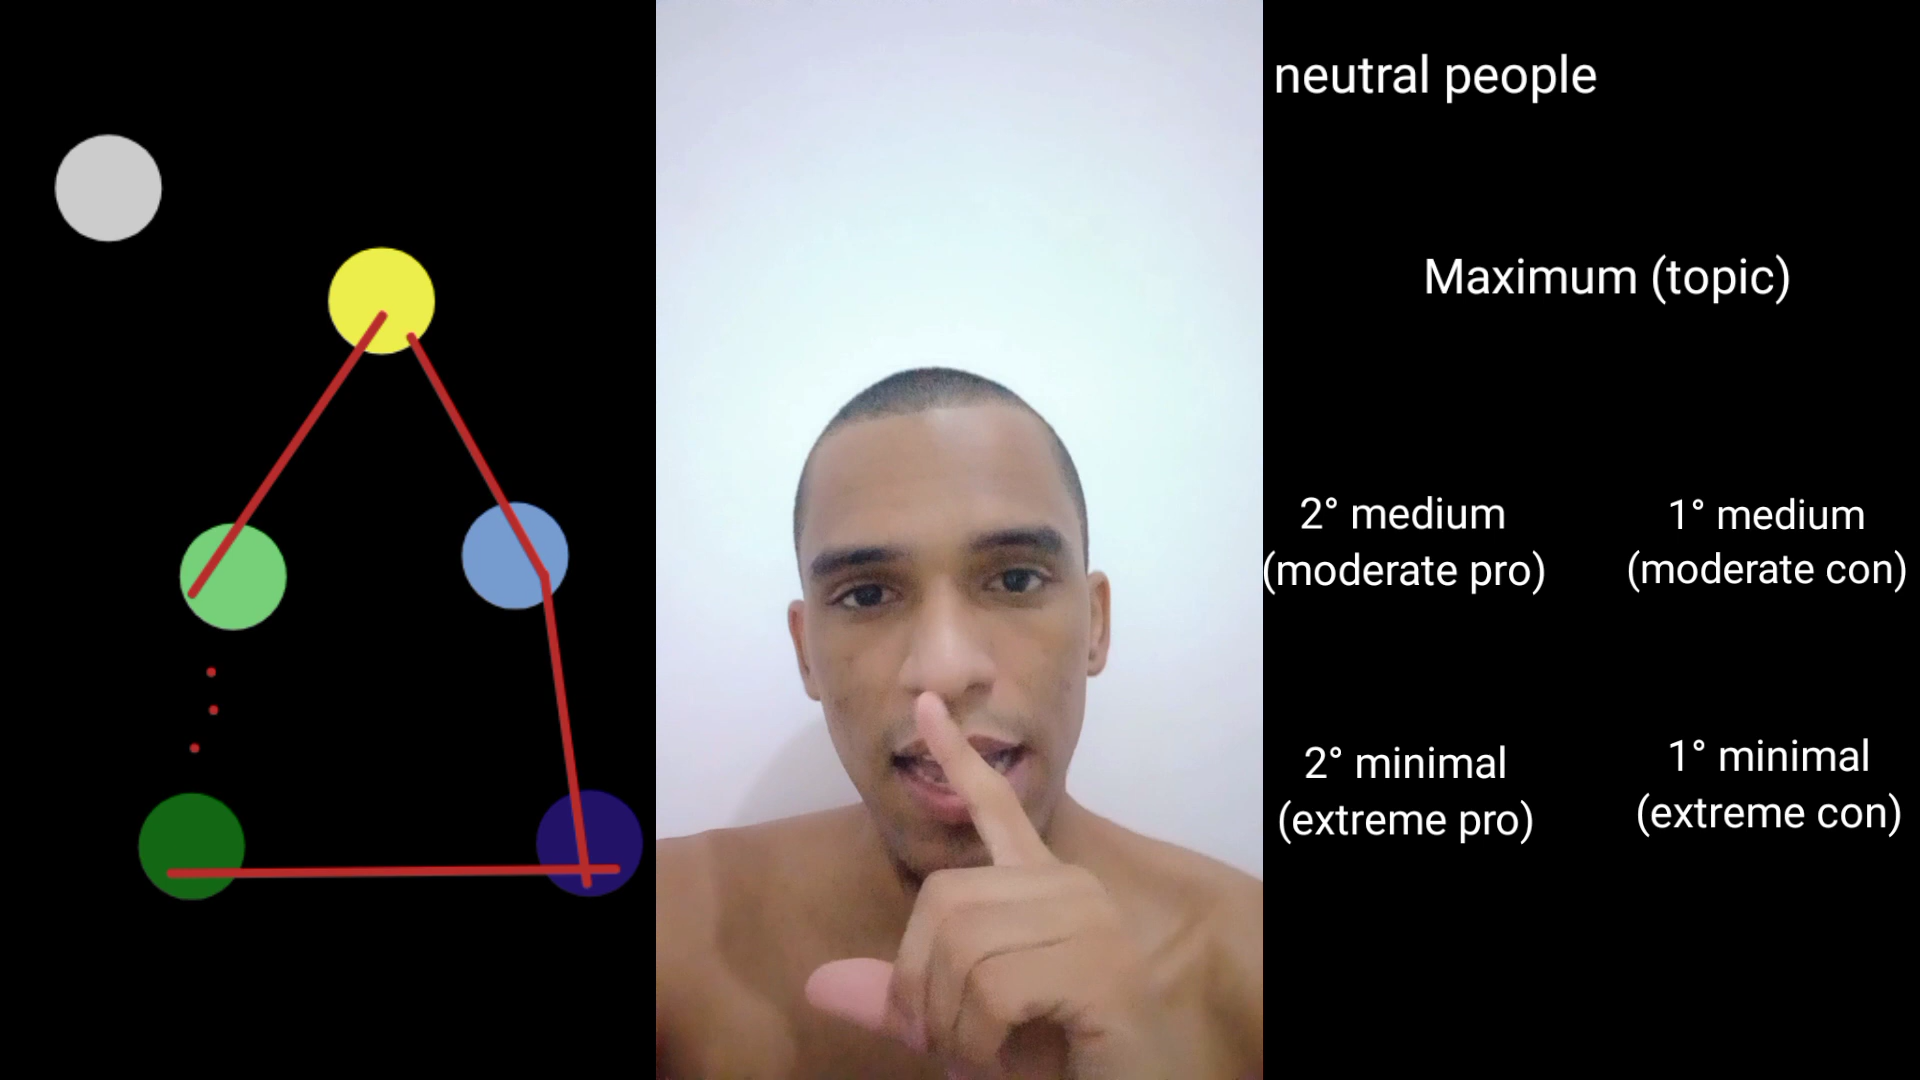 neutral people
Maximum (topic)
2° medium
(moderate pro)
1° medium
(moderate con)
2° minimal
(extreme pro)
1° minimal
(extreme con)